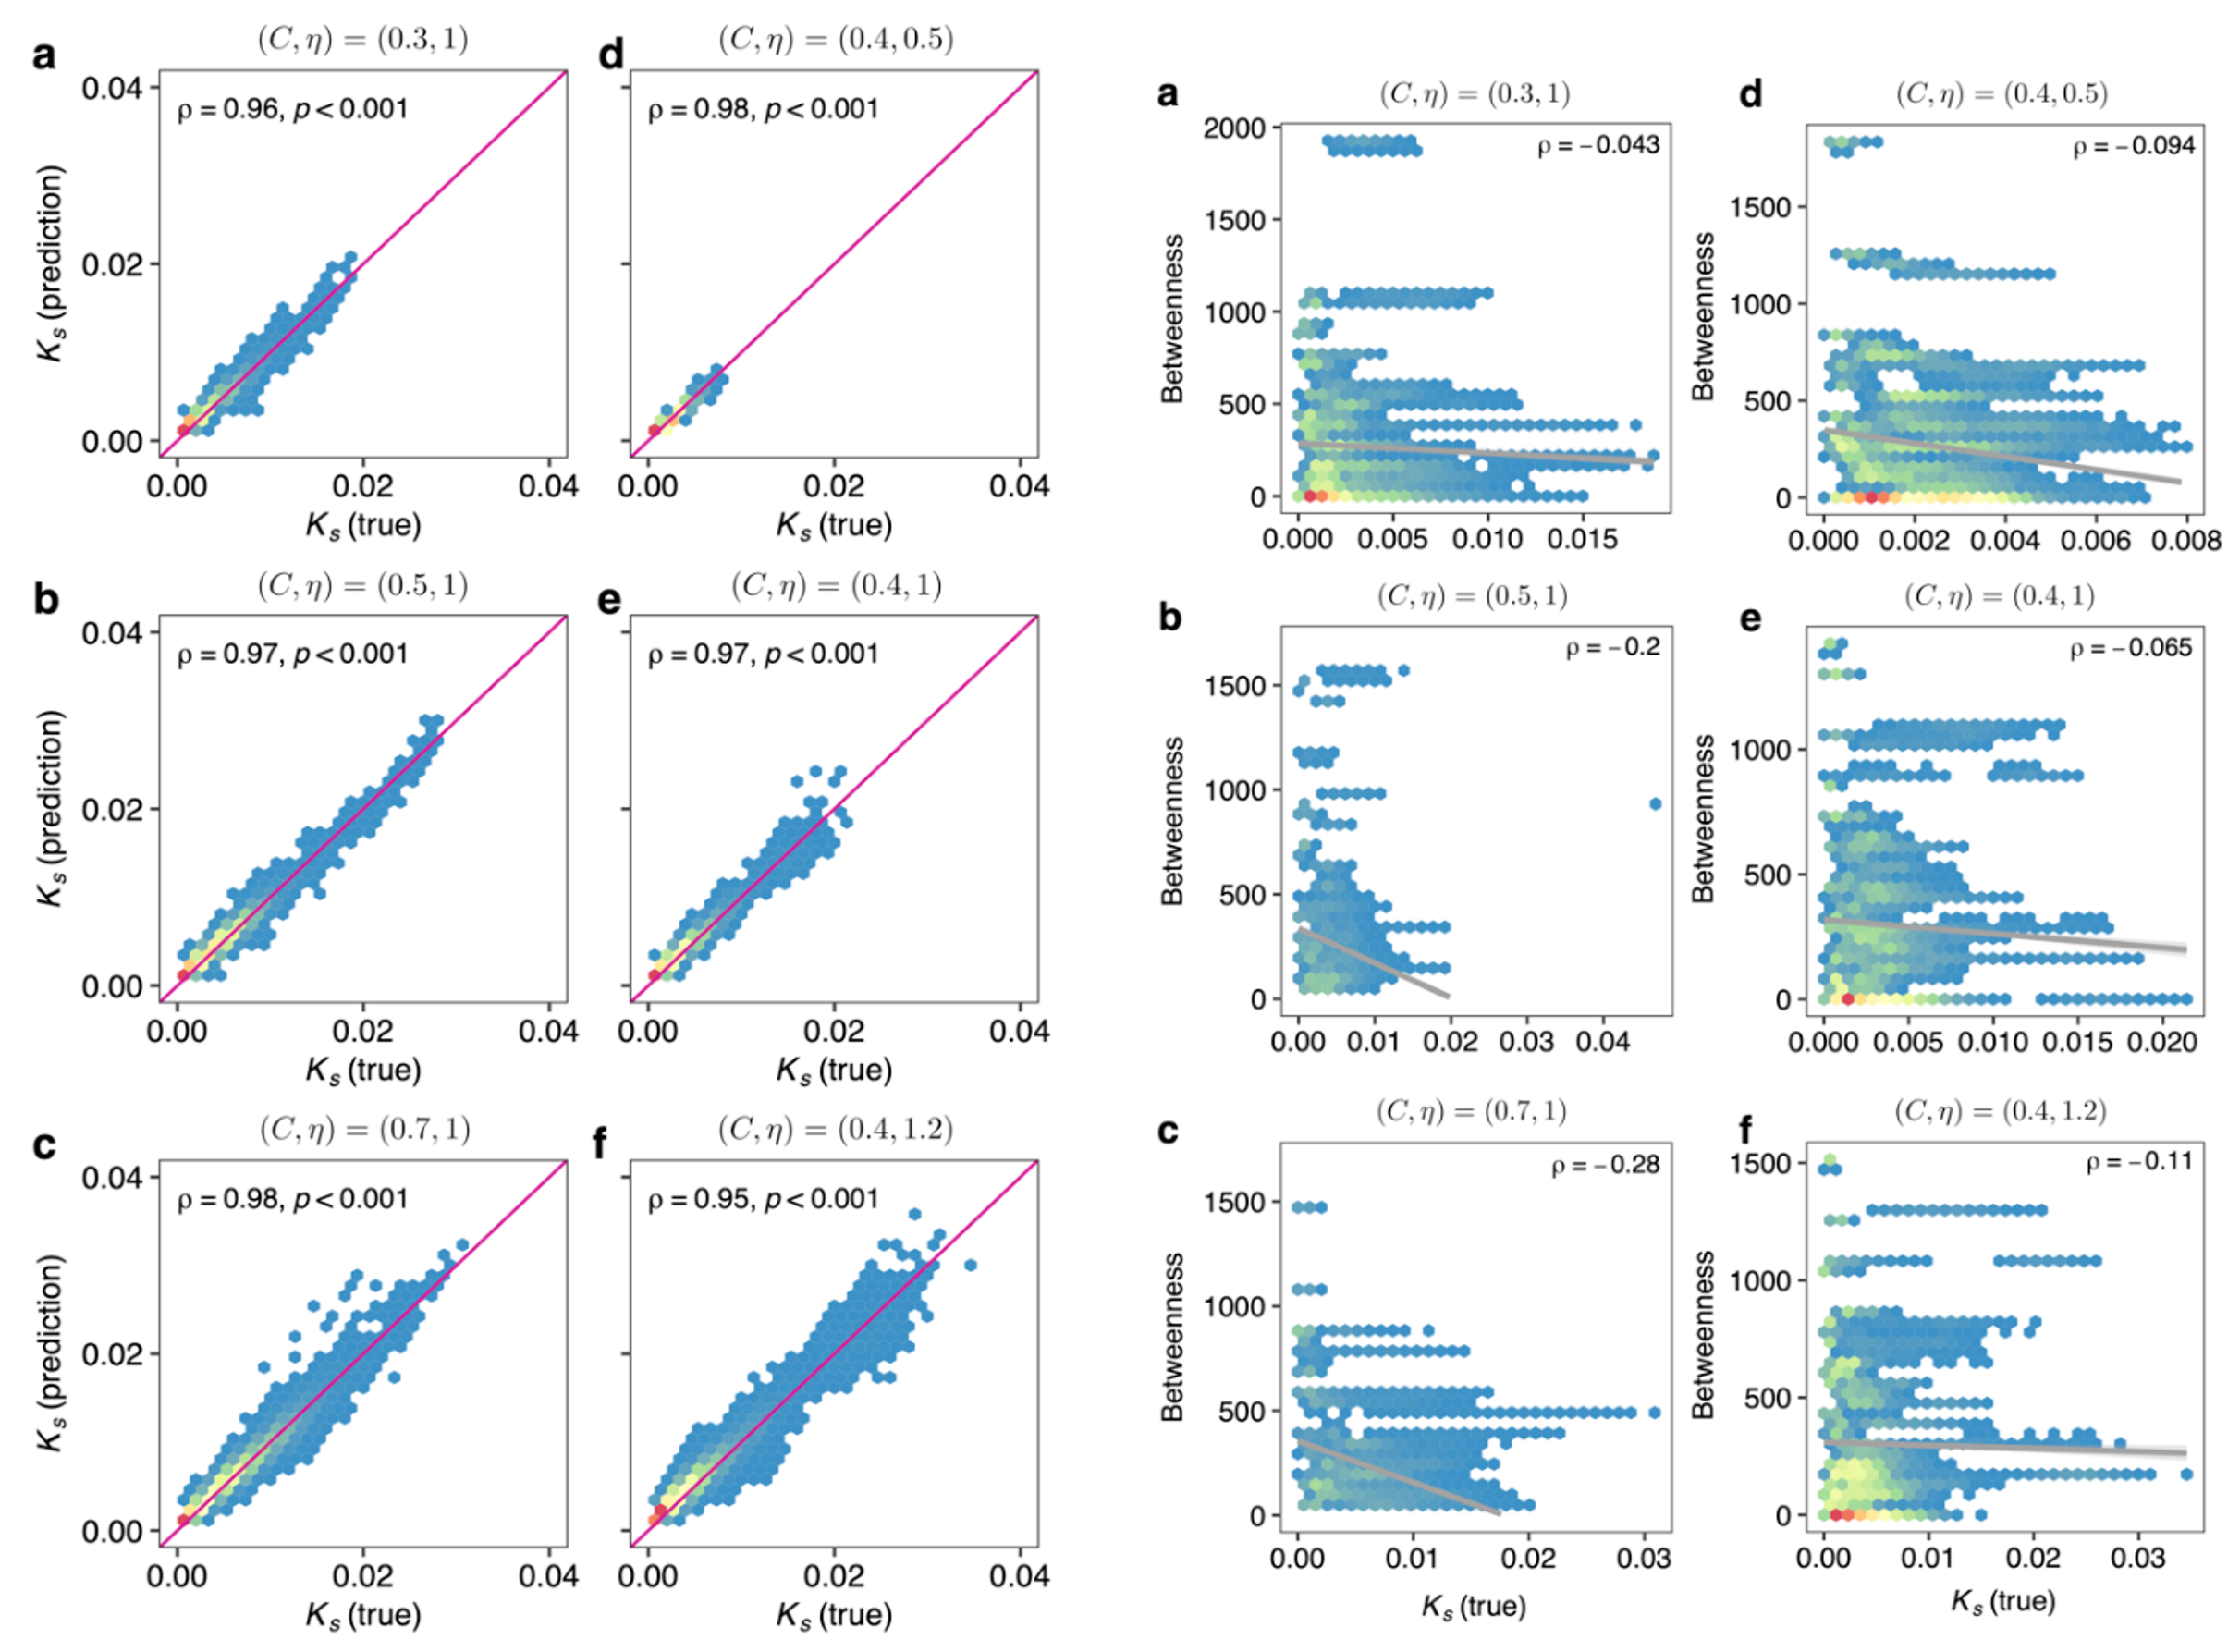 a
(C, η) = (0.3, 1)
ρ = 0.96, p < 0.001
0.04
0.02
0.00
K_s (prediction)
0.00 0.02 0.04
K_s (true)
d
(C, η) = (0.4, 0.5)
ρ = 0.98, p < 0.001
0.00 0.02 0.04
K_s (true)
b
(C, η) = (0.5, 1)
ρ = 0.97, p < 0.001
0.04
0.02
0.00
K_s (prediction)
0.00 0.02 0.04
K_s (true)
e
(C, η) = (0.4, 1)
ρ = 0.97, p < 0.001
0.00 0.02 0.04
K_s (true)
c
(C, η) = (0.7, 1)
ρ = 0.98, p < 0.001
0.04
0.02
0.00
K_s (prediction)
0.00 0.02 0.04
K_s (true)
f
(C, η) = (0.4, 1.2)
ρ = 0.95, p < 0.001
0.00 0.02 0.04
K_s (true)
a
(C, η) = (0.3, 1)
ρ = −0.043
2000
1500
1000
500
0
Betweenness
0.000 0.005 0.010 0.015
d
(C, η) = (0.4, 0.5)
ρ = −0.094
1500
1000
500
0
Betweenness
0.000 0.002 0.004 0.006 0.008
b
(C, η) = (0.5, 1)
ρ = −0.2
1500
1000
500
0
Betweenness
0.00 0.01 0.02 0.03 0.04
e
(C, η) = (0.4, 1)
ρ = −0.065
1000
500
0
Betweenness
0.000 0.005 0.010 0.015 0.020
c
(C, η) = (0.7, 1)
ρ = −0.28
1500
1000
500
0
Betweenness
0.00 0.01 0.02 0.03
K_s (true)
f
(C, η) = (0.4, 1.2)
ρ = −0.11
1500
1000
500
0
Betweenness
0.00 0.01 0.02 0.03
K_s (true)